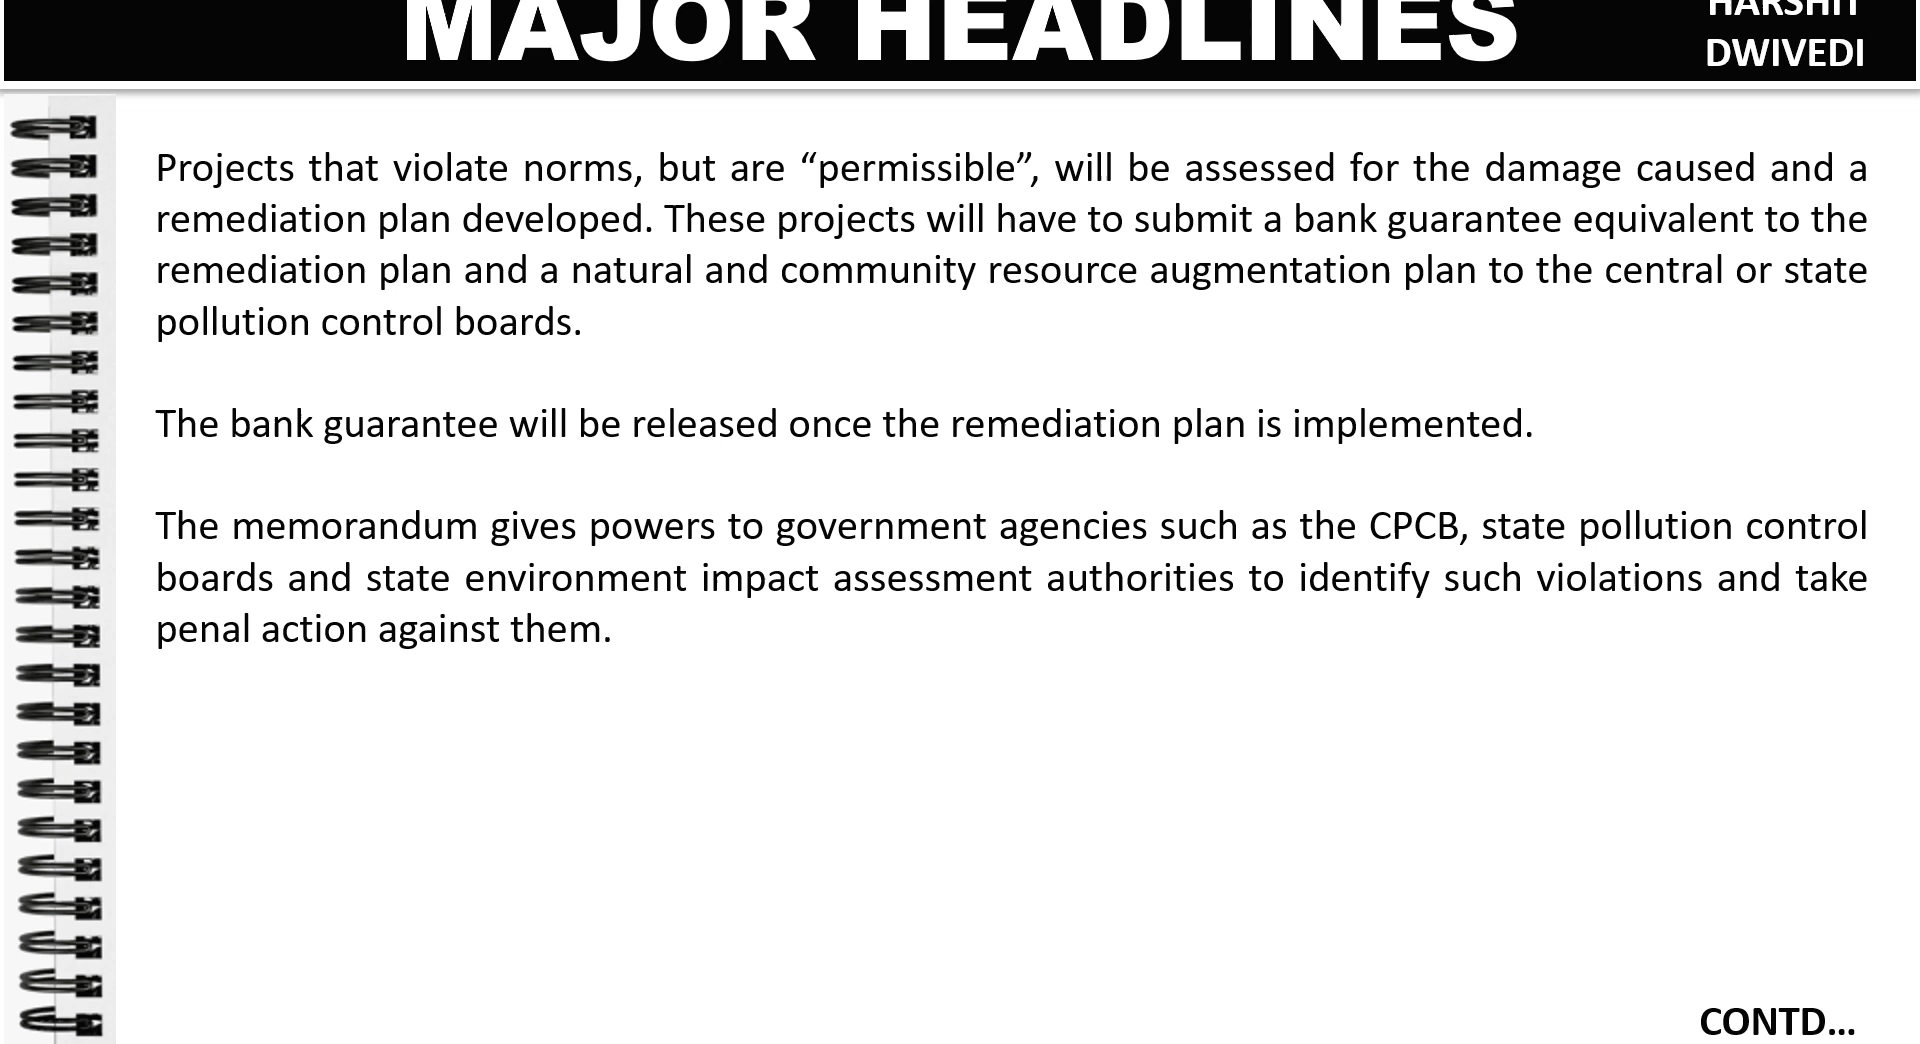 MAJOR HEADLINES
HARSHIT
DWIVEDI
Projects that violate norms, but are “permissible”, will be assessed for the damage caused and a
remediation plan developed. These projects will have to submit a bank guarantee equivalent to the
remediation plan and a natural and community resource augmentation plan to the central or state
pollution control boards.
The bank guarantee will be released once the remediation plan is implemented.
The memorandum gives powers to government agencies such as the CPCB, state pollution control
boards and state environment impact assessment authorities to identify such violations and take
penal action against them.
CONTD...